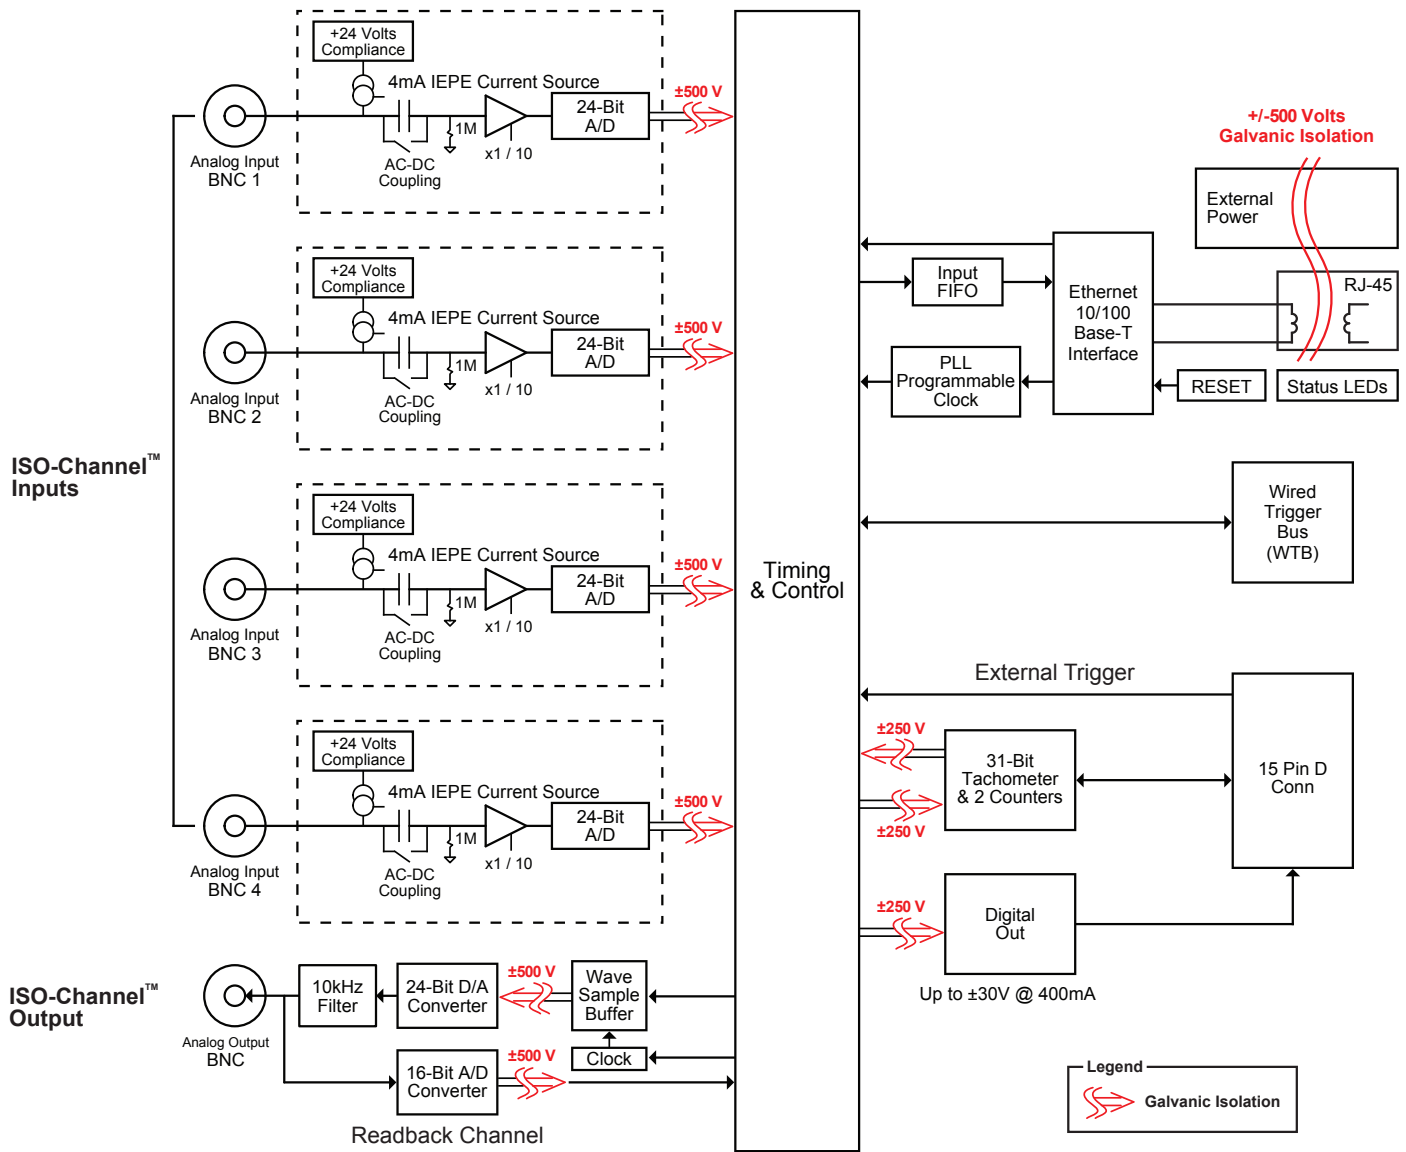 +24 Volts
Compliance
4mA IEPE Current Source
24-Bit
A/D
±500 V
1M
x1 / 10
AC-DC
Coupling
Analog Input
BNC 1
+24 Volts
Compliance
4mA IEPE Current Source
24-Bit
A/D
±500 V
1M
x1 / 10
AC-DC
Coupling
Analog Input
BNC 2
ISO-Channel™
Inputs
+24 Volts
Compliance
4mA IEPE Current Source
24-Bit
A/D
±500 V
1M
x1 / 10
AC-DC
Coupling
Analog Input
BNC 3
+24 Volts
Compliance
4mA IEPE Current Source
24-Bit
A/D
±500 V
1M
x1 / 10
AC-DC
Coupling
Analog Input
BNC 4
ISO-Channel™
Output
Analog Output
BNC
10kHz
Filter
24-Bit D/A
Converter
±500 V
Wave
Sample
Buffer
Clock
16-Bit A/D
Converter
±500 V
Readback Channel
Timing
& Control
+/-500 Volts
Galvanic Isolation
External
Power
RJ-45
Input
FIFO
Ethernet
10/100
Base-T
Interface
PLL
Programmable
Clock
RESET
Status LEDs
Wired
Trigger
Bus
(WTB)
External Trigger
±250 V
31-Bit
Tachometer
& 2 Counters
±250 V
15 Pin D
Conn
±250 V
Digital
Out
Up to ±30V @ 400mA
Legend
Galvanic Isolation